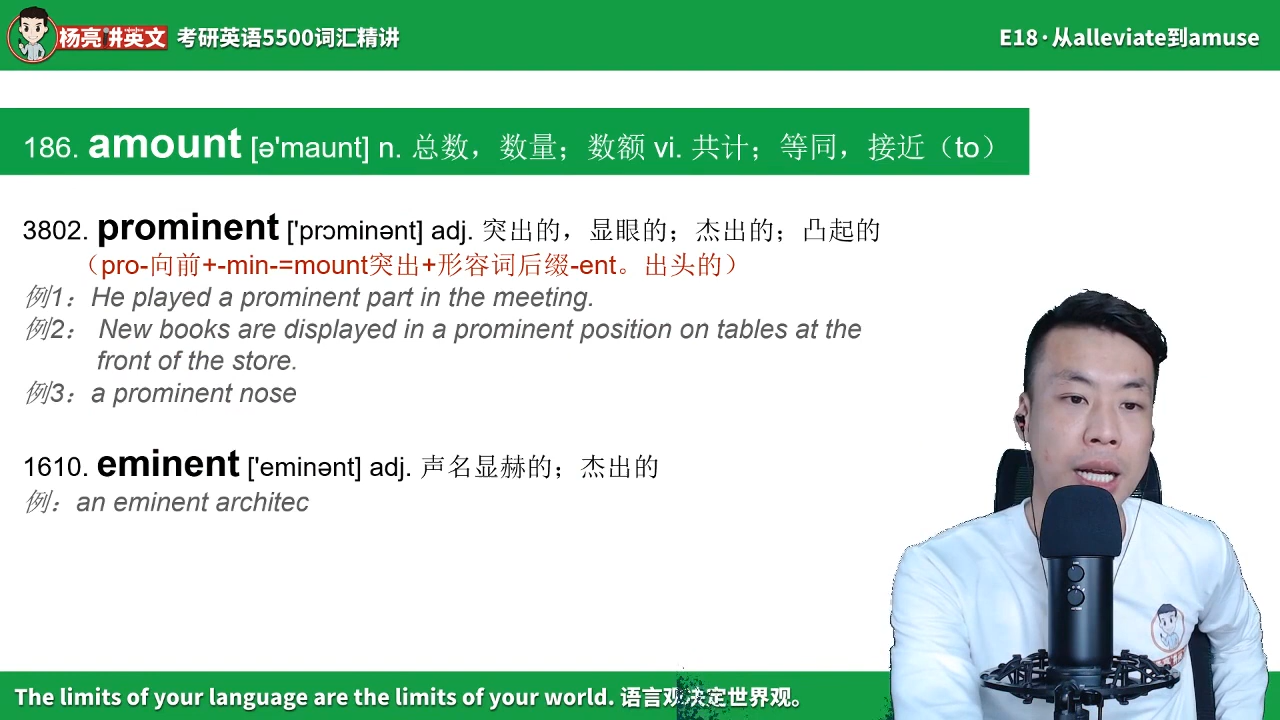 杨亮讲英文 考研英语5500词汇精讲
E18·从alleviate到amuse
186. amount [ə'maunt] n. 总数，数量；数额 vi. 共计；等同，接近（to）
3802. prominent ['prɔminənt] adj. 突出的，显眼的；杰出的；凸起的
（pro-向前+-min-=mount突出+形容词后缀-ent。出头的）
例1：He played a prominent part in the meeting.
例2： New books are displayed in a prominent position on tables at the
front of the store.
例3：a prominent nose
1610. eminent ['eminənt] adj. 声名显赫的；杰出的
例：an eminent architec
The limits of your language are the limits of your world. 语言观决定世界观。